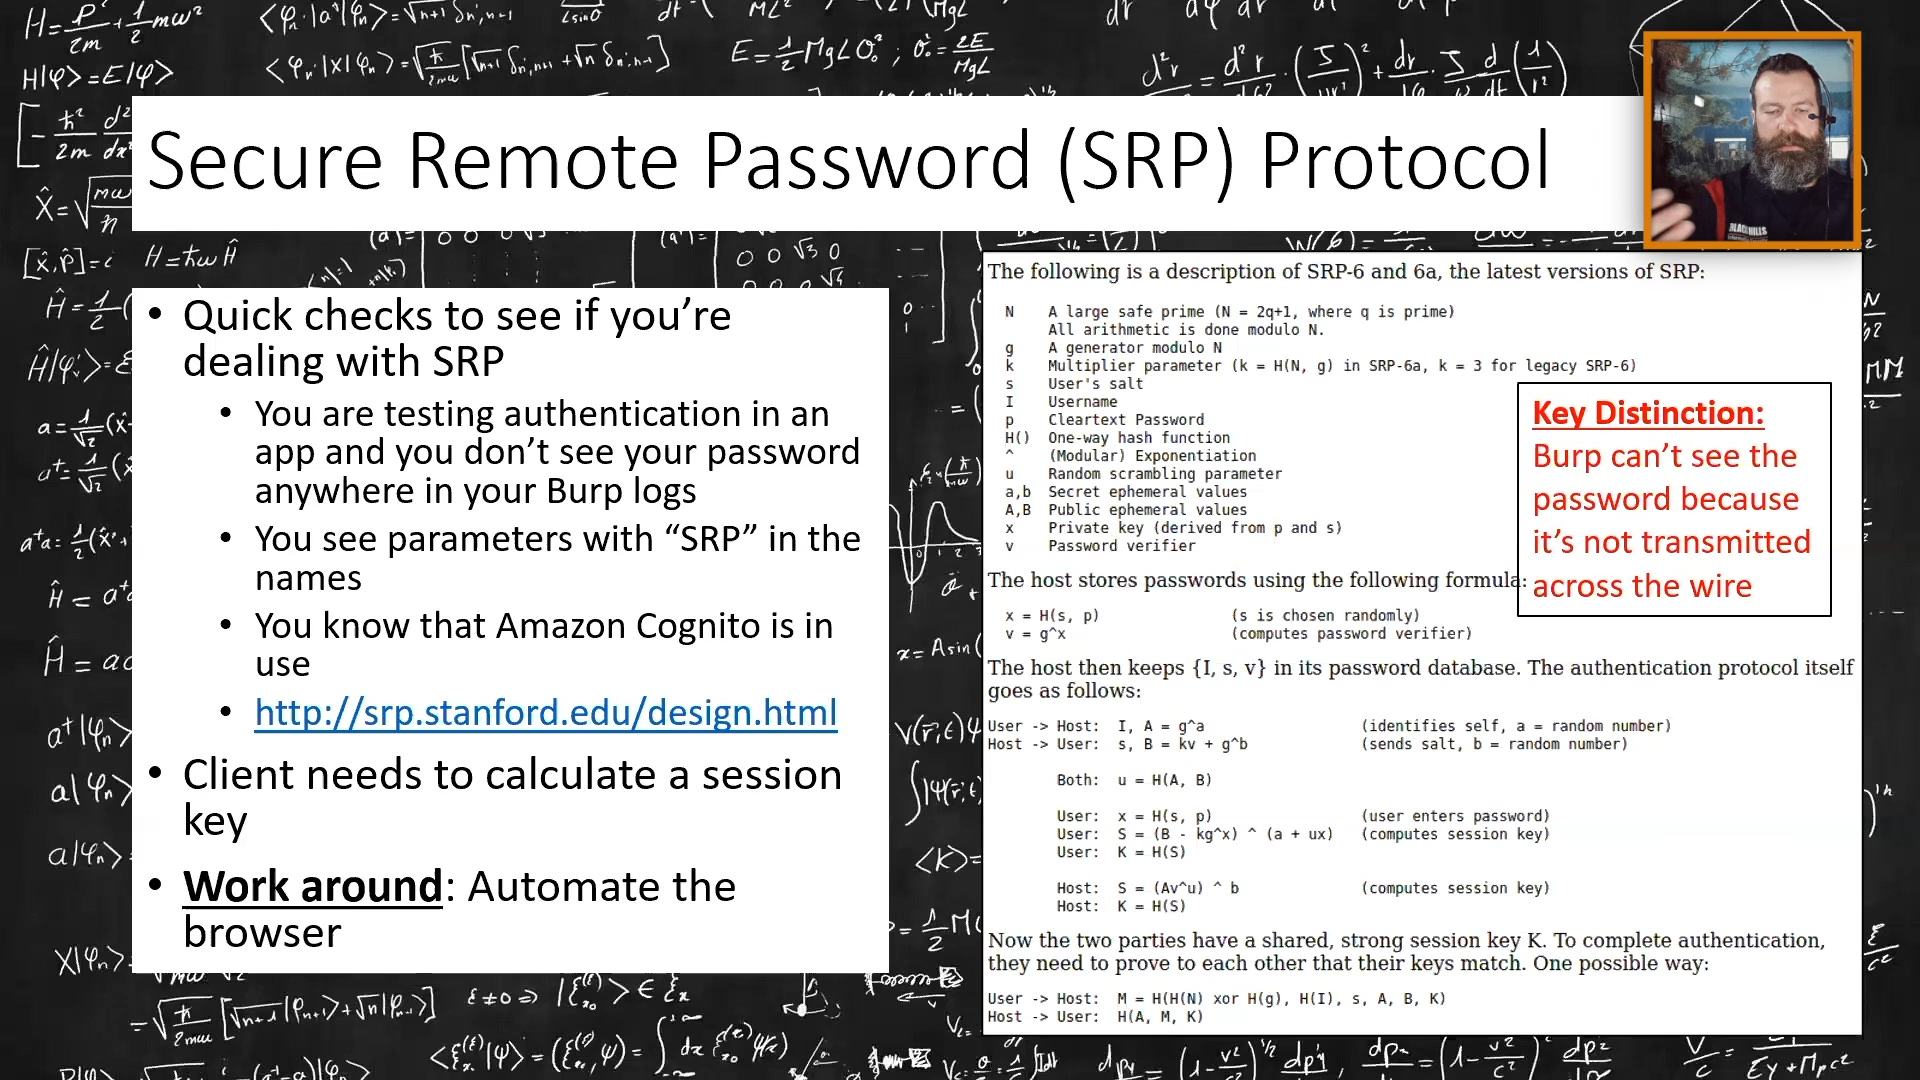 Secure Remote Password (SRP) Protocol
BLACK HILLS
• Quick checks to see if you’re
dealing with SRP
• You are testing authentication in an
app and you don’t see your password
anywhere in your Burp logs
• You see parameters with “SRP” in the
names
• You know that Amazon Cognito is in
use
• http://srp.stanford.edu/design.html
• Client needs to calculate a session
key
• Work around: Automate the
browser
The following is a description of SRP-6 and 6a, the latest versions of SRP:
N A large safe prime (N = 2q+1, where q is prime)
All arithmetic is done modulo N.
g A generator modulo N
k Multiplier parameter (k = H(N, g) in SRP-6a, k = 3 for legacy SRP-6)
s User's salt
I Username
p Cleartext Password
H() One-way hash function
^ (Modular) Exponentiation
u Random scrambling parameter
a,b Secret ephemeral values
A,B Public ephemeral values
x Private key (derived from p and s)
v Password verifier
Key Distinction:
Burp can’t see the
password because
it’s not transmitted
across the wire
The host stores passwords using the following formula:
x = H(s, p) (s is chosen randomly)
v = g^x (computes password verifier)
The host then keeps {I, s, v} in its password database. The authentication protocol itself
goes as follows:
User -> Host: I, A = g^a (identifies self, a = random number)
Host -> User: s, B = kv + g^b (sends salt, b = random number)
Both: u = H(A, B)
User: x = H(s, p) (user enters password)
User: S = (B - kg^x) ^ (a + ux) (computes session key)
User: K = H(S)
Host: S = (Av^u) ^ b (computes session key)
Host: K = H(S)
Now the two parties have a shared, strong session key K. To complete authentication,
they need to prove to each other that their keys match. One possible way:
User -> Host: M = H(H(N) xor H(g), H(I), s, A, B, K)
Host -> User: H(A, M, K)